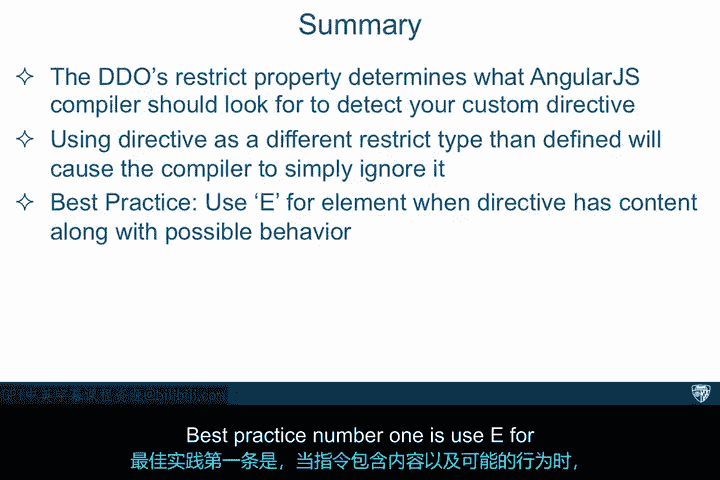 Summary
✧ The DDO's restrict property determines what AngularJS
compiler should look for to detect your custom directive
✧ Using directive as a different restrict type than defined will
cause the compiler to simply ignore it
✧ Best Practice: Use 'E' for element when directive has content
along with possible behavior
Best practice number one is use E for
最佳实践第一条是，当指令包含内容以及可能的行为时，